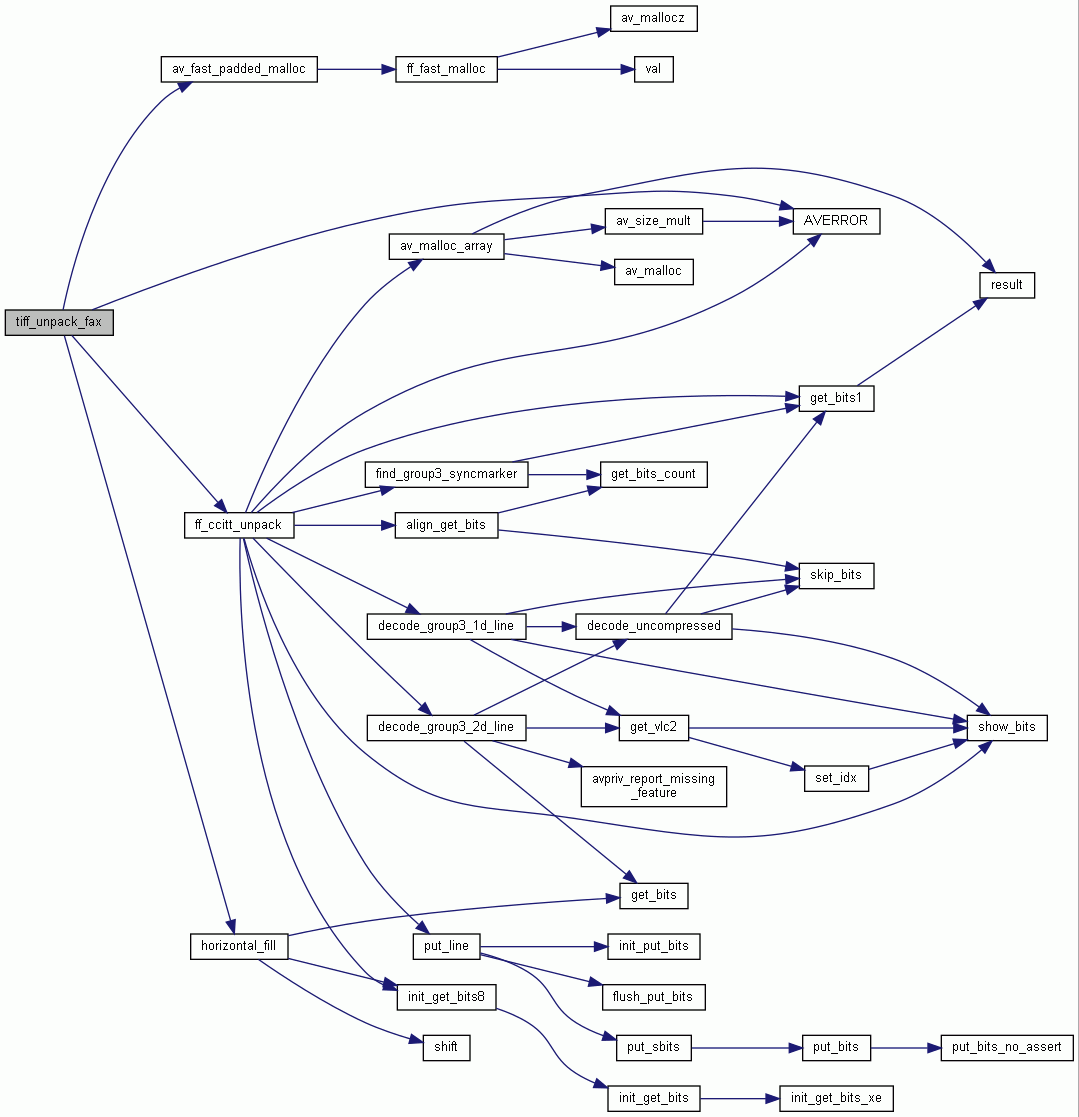 av_mallocz
av_fast_padded_malloc
ff_fast_malloc
val
av_size_mult
AVERROR
av_malloc_array
av_malloc
result
tiff_unpack_fax
get_bits1
find_group3_syncmarker
get_bits_count
ff_ccitt_unpack
align_get_bits
skip_bits
decode_group3_1d_line
decode_uncompressed
decode_group3_2d_line
get_vlc2
show_bits
avpriv_report_missing
_feature
set_idx
get_bits
horizontal_fill
put_line
init_put_bits
init_get_bits8
flush_put_bits
shift
put_sbits
put_bits
put_bits_no_assert
init_get_bits
init_get_bits_xe